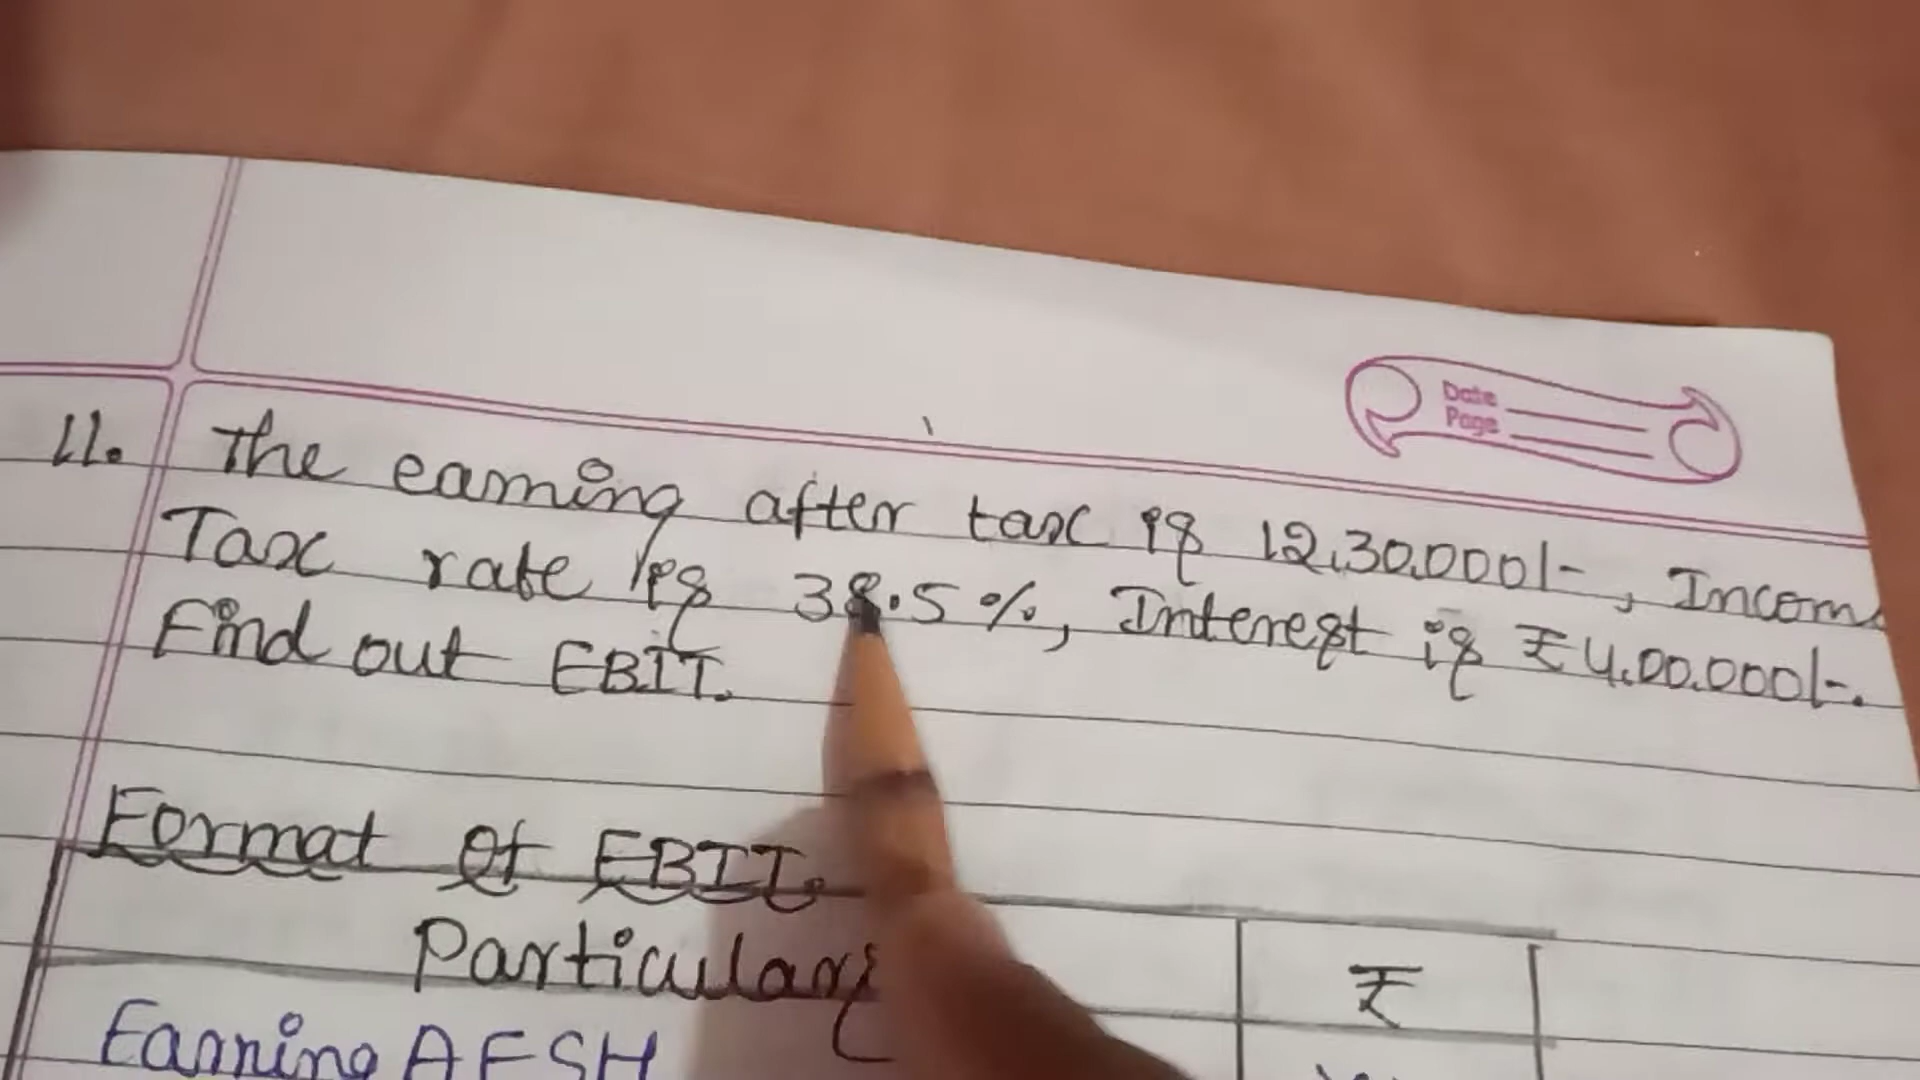 Date
Page
11. The earning after tax is 12,30,000/-, Incom
Tax rate is 38.5%, Interest is ₹4,00,000/-.
Find out EBIT.
Format of EBIT.
Particulars ₹
Earning AESH